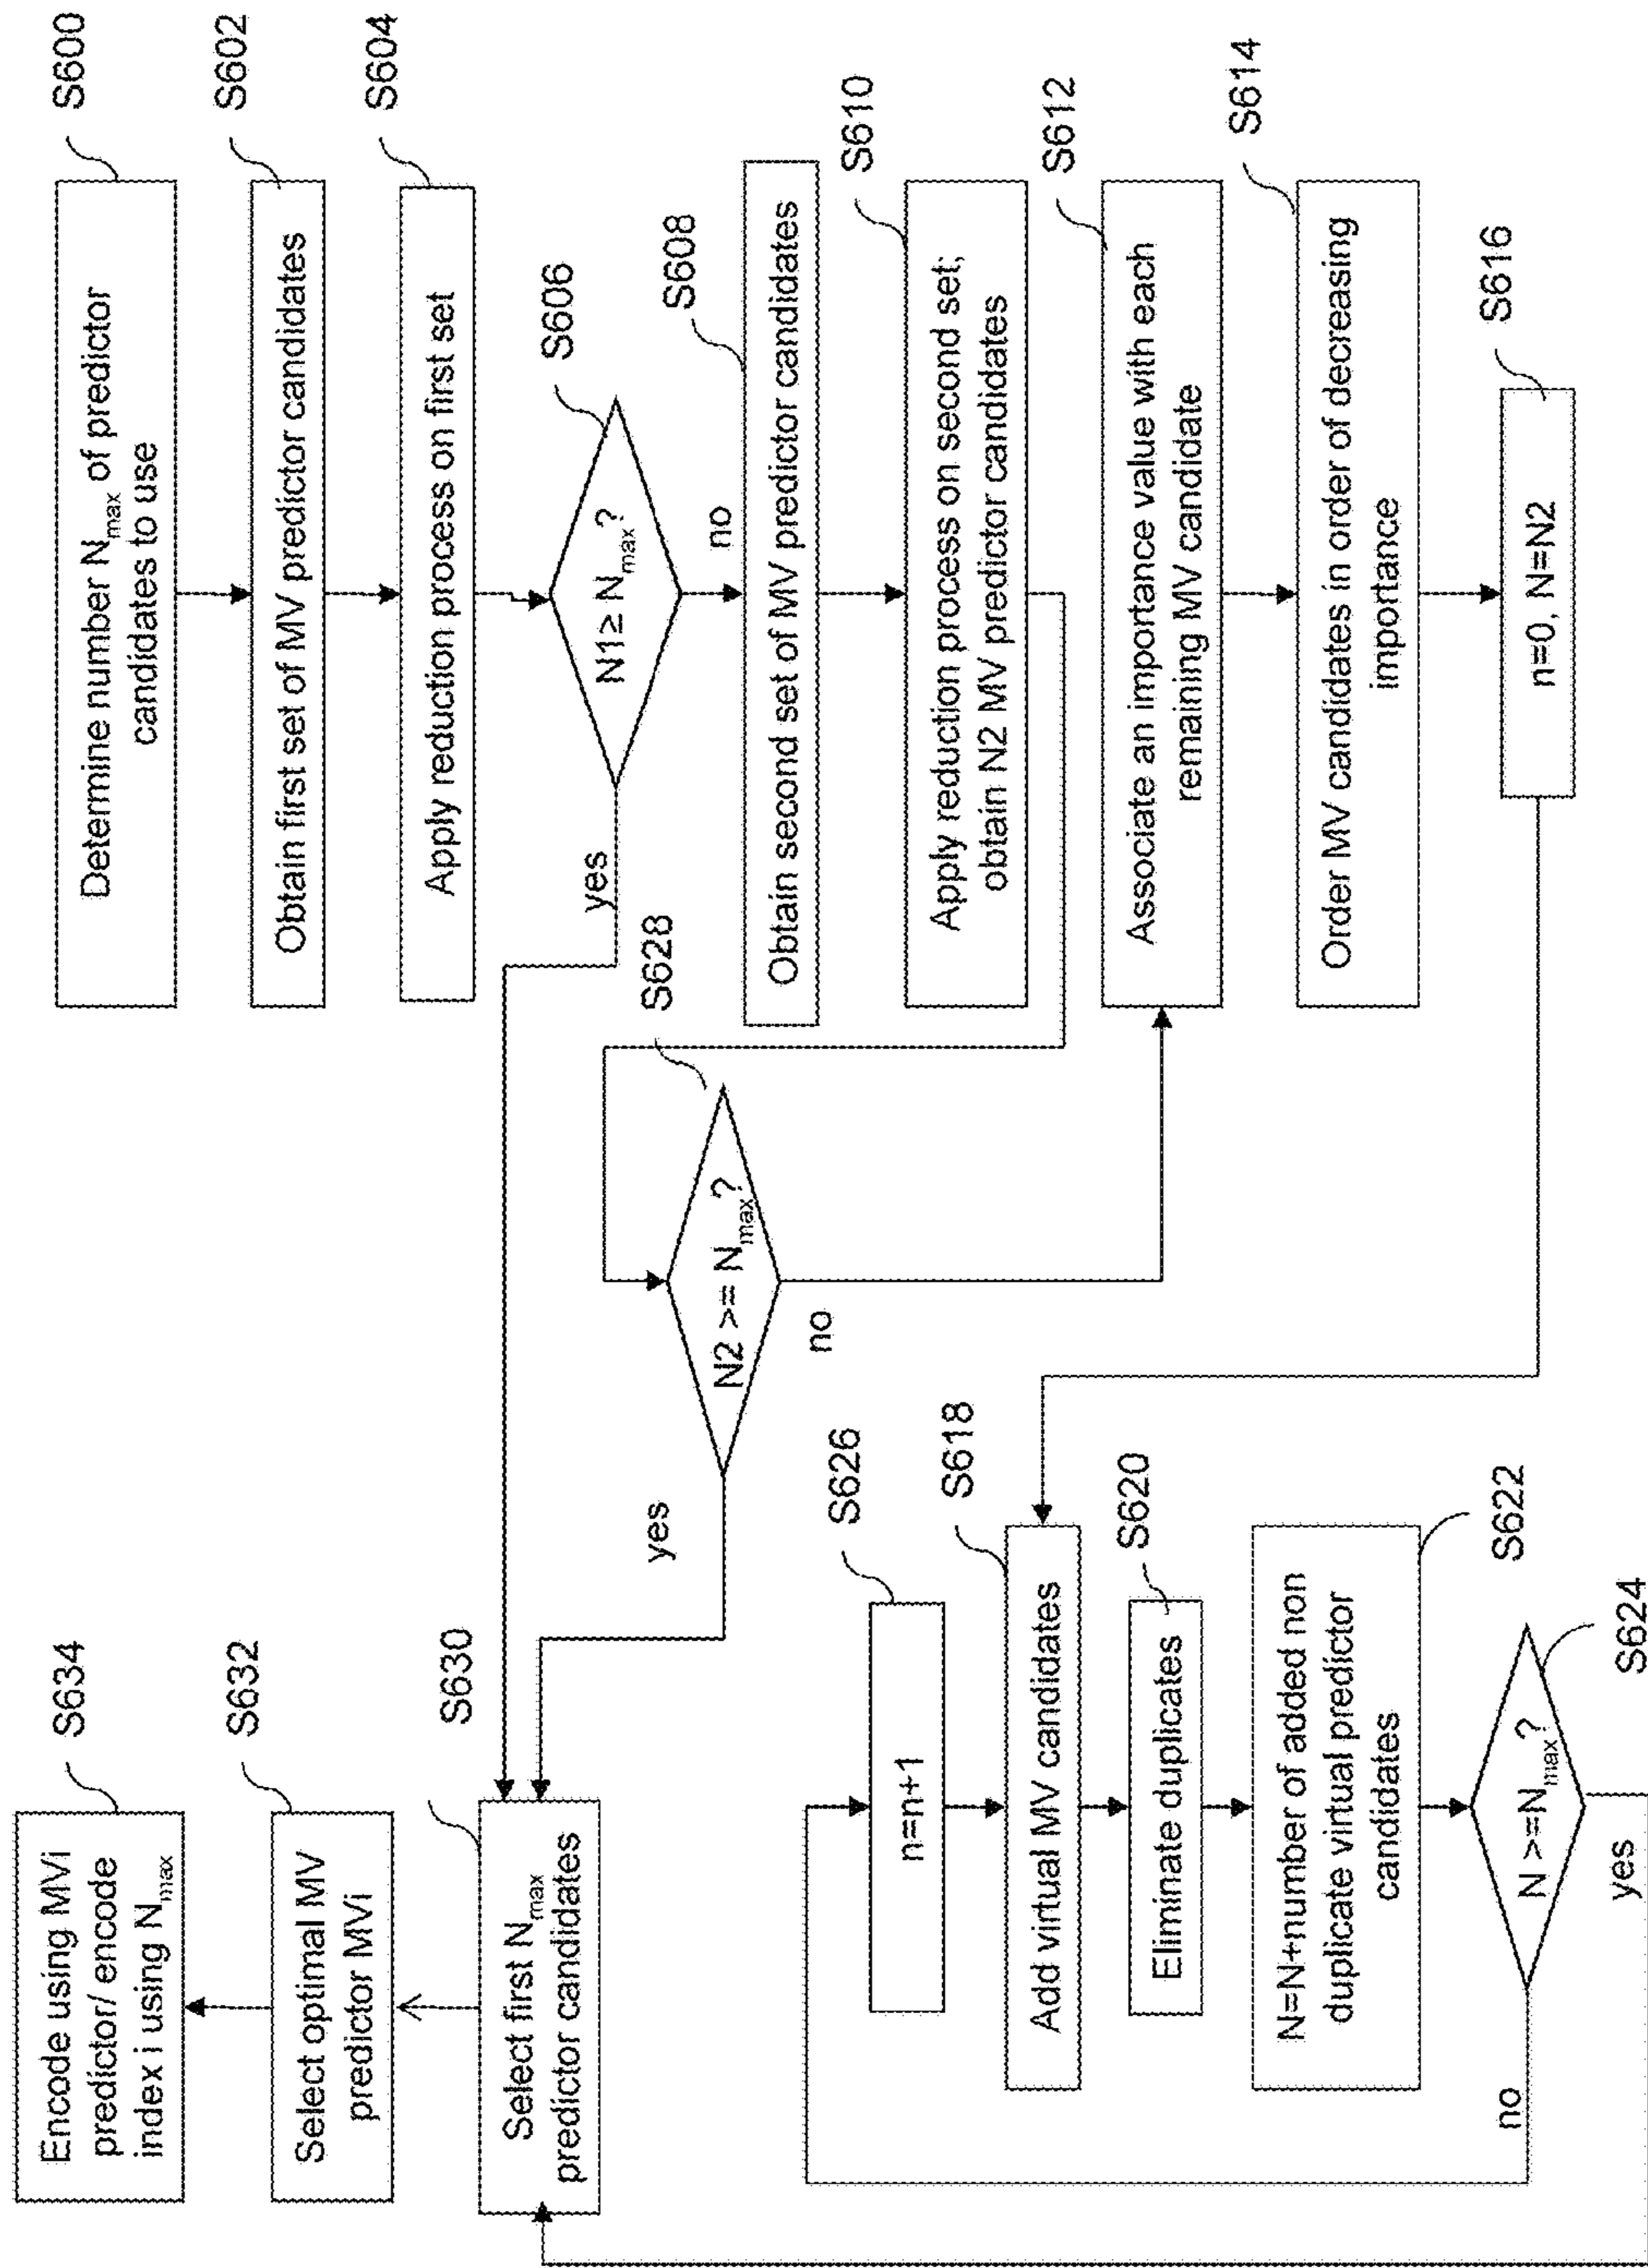 S600
Determine number Nmax of predictor
candidates to use
S602
Obtain first set of MV predictor candidates
S604
Apply reduction process on first set
S606
N1≥ Nmax?
yes
no
S608
Obtain second set of MV predictor candidates
S610
Apply reduction process on second set;
obtain N2 MV predictor candidates
S612
Associate an importance value with each
remaining MV candidate
S614
Order MV candidates in order of decreasing
importance
S616
n=0, N=N2
S628
N2 >= Nmax?
yes
no
S626
n=n+1
S618
Add virtual MV candidates
S620
Eliminate duplicates
S622
N=N+number of added non
duplicate virtual predictor
candidates
S624
N >=Nmax?
no
yes
S630
Select first Nmax
predictor candidates
S632
Select optimal MV
predictor MVi
S634
Encode using MVi
predictor/ encode
index i using Nmax